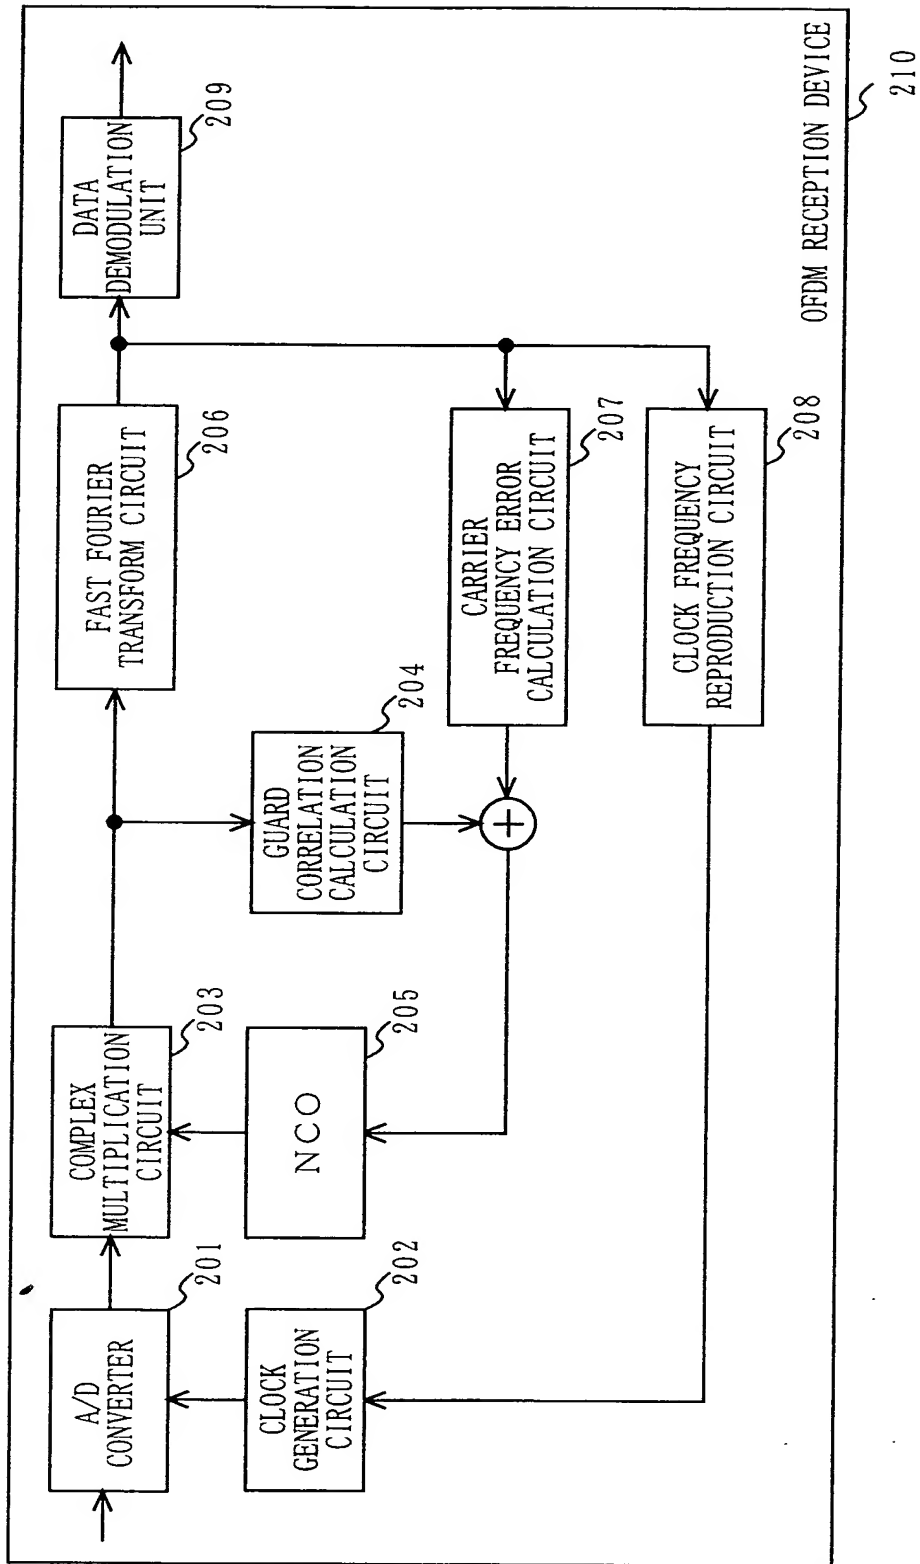 A/D
CONVERTER
201
COMPLEX
MULTIPLICATION
CIRCUIT
203
FAST FOURIER
TRANSFORM CIRCUIT
206
DATA
DEMODULATION
UNIT
209
CLOCK
GENERATION
CIRCUIT
202
NCO
205
GUARD
CORRELATION
CALCULATION
CIRCUIT
204
CARRIER
FREQUENCY ERROR
CALCULATION CIRCUIT
207
CLOCK FREQUENCY
REPRODUCTION CIRCUIT
208
OFDM RECEPTION DEVICE
210